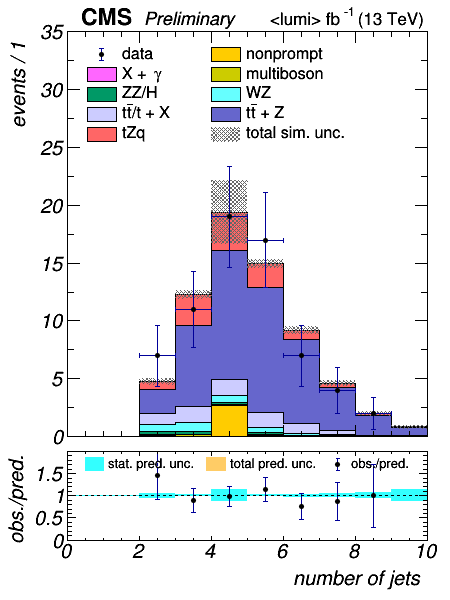 CMS Preliminary <lumi> fb⁻¹ (13 TeV)
events / 1
35
30
25
20
15
10
5
0
data
X + γ
ZZ/H
tt̄/t + X
tZq
nonprompt
multiboson
WZ
tt̄ + Z
total sim. unc.
obs./pred.
1.5
1
0.5
0
stat. pred. unc. total pred. unc. obs./pred.
0 2 4 6 8 10
number of jets